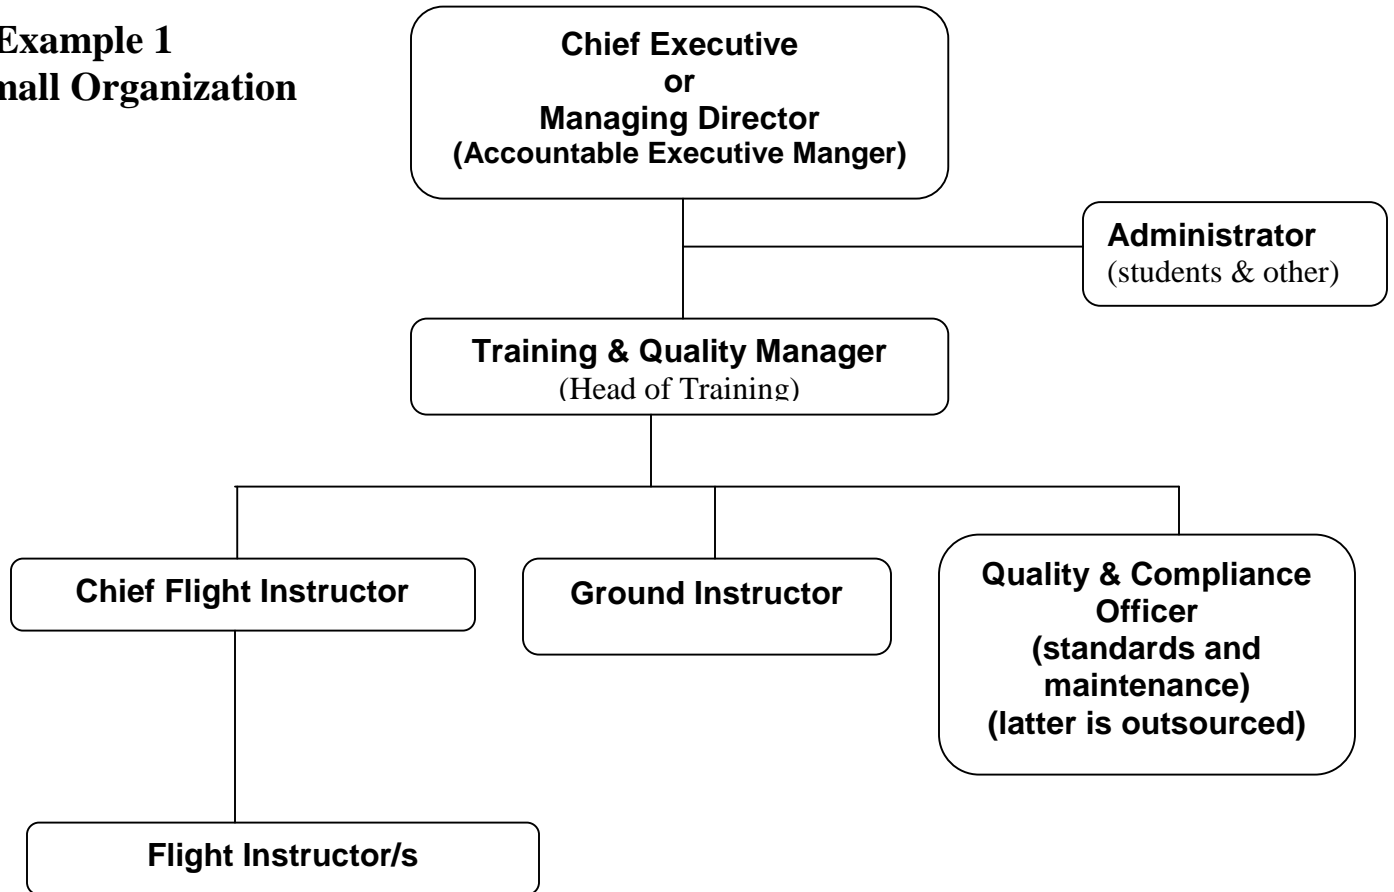 Example 1
mall Organization
Chief Executive
or
Managing Director
(Accountable Executive Manger)
Administrator
(students & other)
Training & Quality Manager
(Head of Training)
Chief Flight Instructor
Ground Instructor
Quality & Compliance
Officer
(standards and
maintenance)
(latter is outsourced)
Flight Instructor/s